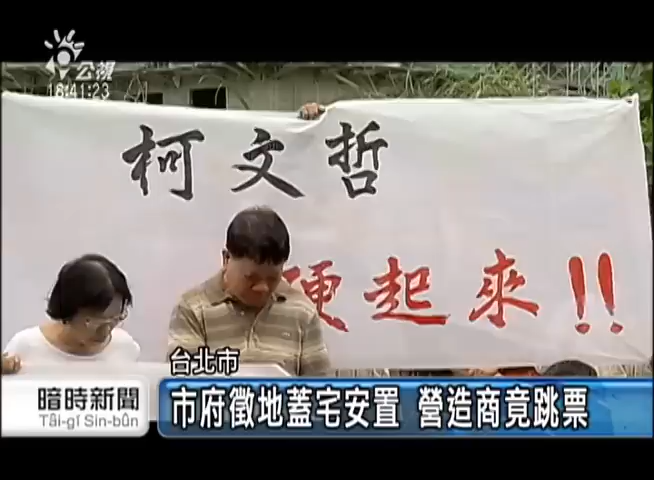 公視
18:41:23
柯文哲
硬起來!!
台北市
暗時新聞
Tâi-gí Sin-bûn
市府徵地蓋宅安置 營造商竟跳票